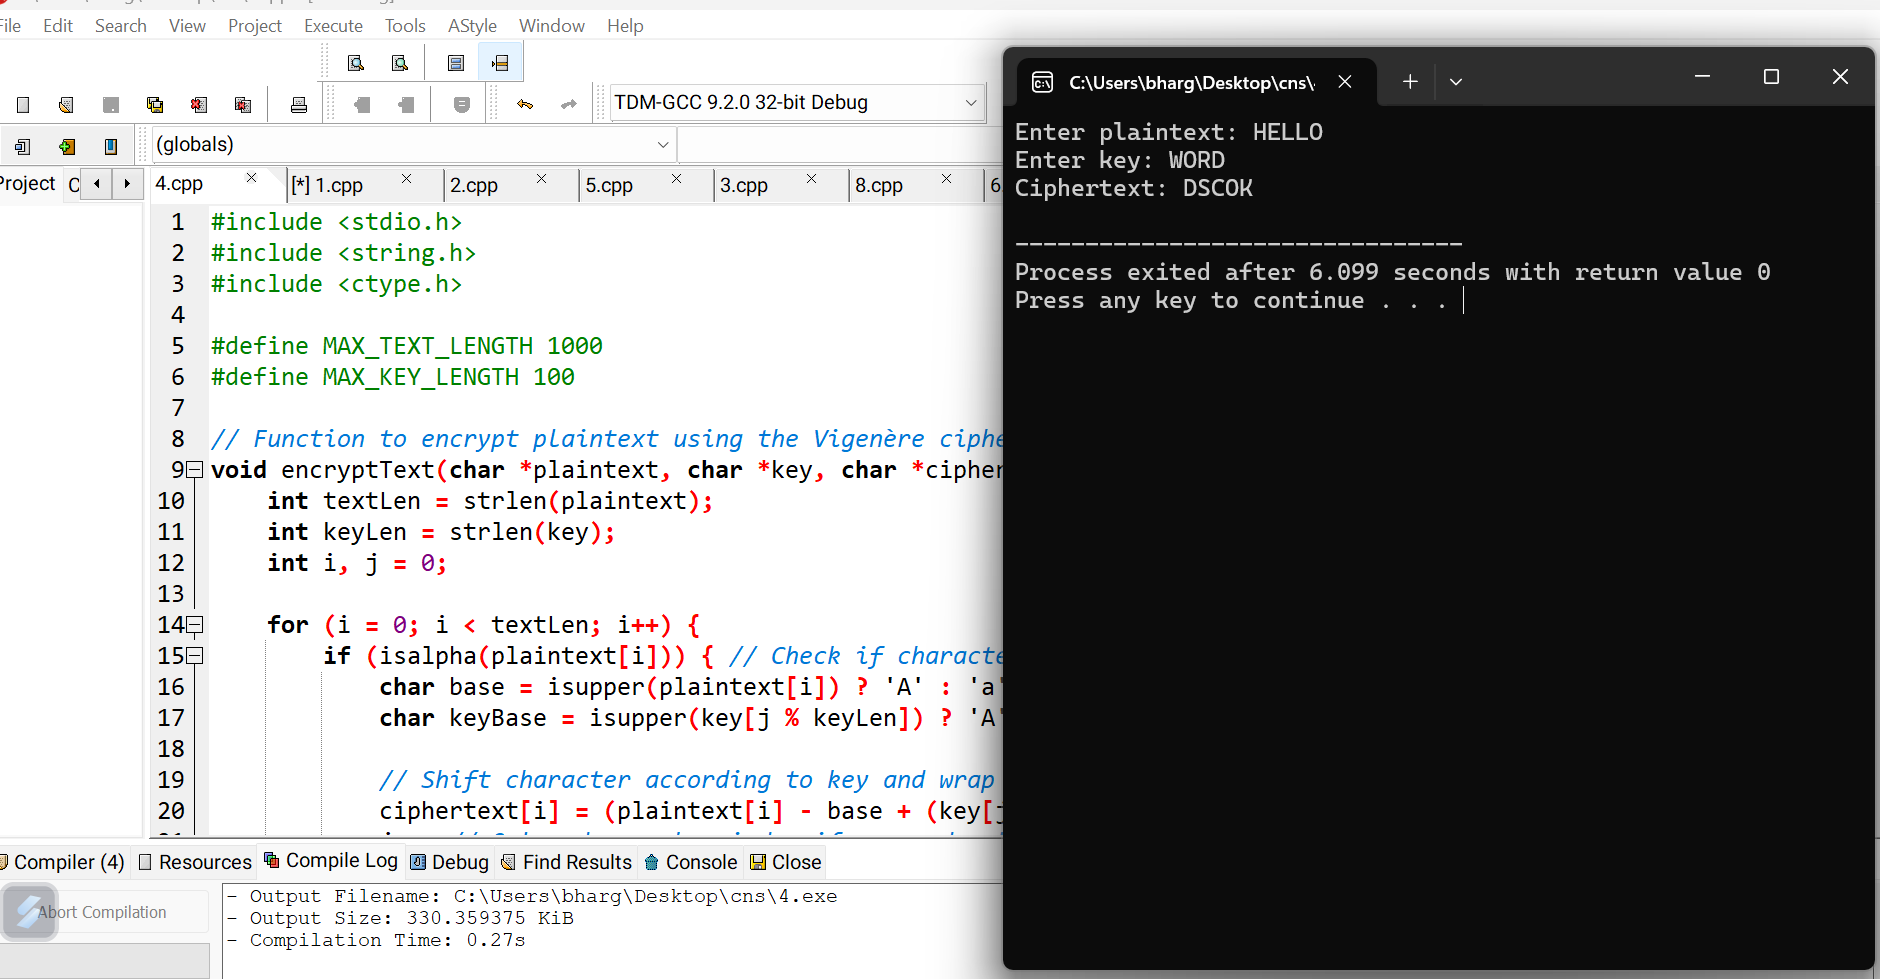 File Edit Search View Project Execute Tools AStyle Window Help
TDM-GCC 9.2.0 32-bit Debug
(globals)
Project
4.cpp [*] 1.cpp 2.cpp 5.cpp 3.cpp 8.cpp
1 #include <stdio.h>
2 #include <string.h>
3 #include <ctype.h>
4
5 #define MAX_TEXT_LENGTH 1000
6 #define MAX_KEY_LENGTH 100
7
8 // Function to encrypt plaintext using the Vigenère ciphe
9 void encryptText(char *plaintext, char *key, char *cipher
10 int textLen = strlen(plaintext);
11 int keyLen = strlen(key);
12 int i, j = 0;
13
14 for (i = 0; i < textLen; i++) {
15 if (isalpha(plaintext[i])) { // Check if characte
16 char base = isupper(plaintext[i]) ? 'A' : 'a'
17 char keyBase = isupper(key[j % keyLen]) ? 'A'
18
19 // Shift character according to key and wrap
20 ciphertext[i] = (plaintext[i] - base + (key[j
Compiler (4) Resources Compile Log Debug Find Results Console Close
Abort Compilation
- Output Filename: C:\Users\bharg\Desktop\cns\4.exe
- Output Size: 330.359375 KiB
- Compilation Time: 0.27s
C:\Users\bharg\Desktop\cns\
Enter plaintext: HELLO
Enter key: WORD
Ciphertext: DSCOK
--------------------------------
Process exited after 6.099 seconds with return value 0
Press any key to continue . . .